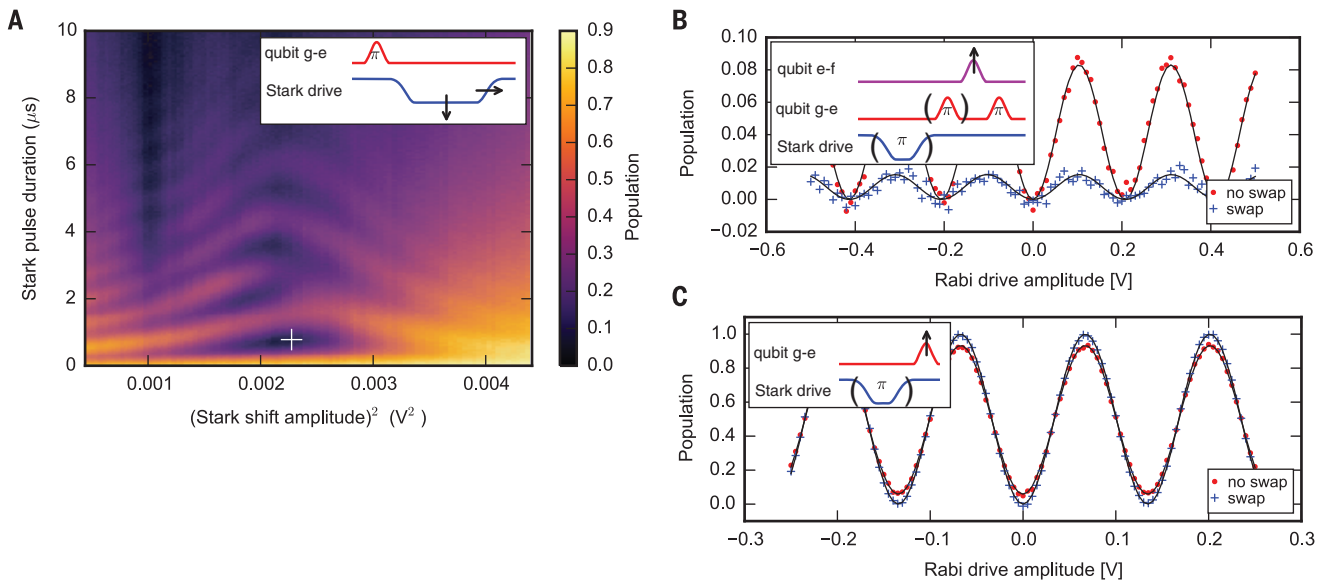 A
10
8
6
4
2
0
Stark pulse duration (μs)
qubit g-e
π
Stark drive
0.001
0.002
0.003
0.004
(Stark shift amplitude)² (V²)
0.9
0.8
0.7
0.6
0.5
0.4
0.3
0.2
0.1
0.0
Population
B
0.10
0.08
0.06
0.04
0.02
0.00
−0.02
Population
qubit e-f
qubit g-e
(π) π
Stark drive
(π)
no swap
swap
−0.6
−0.4
−0.2
0.0
0.2
0.4
0.6
Rabi drive amplitude [V]
C
1.0
0.8
0.6
0.4
0.2
0.0
Population
qubit g-e
Stark drive
(π)
no swap
swap
−0.3
−0.2
−0.1
0.0
0.1
0.2
0.3
Rabi drive amplitude [V]